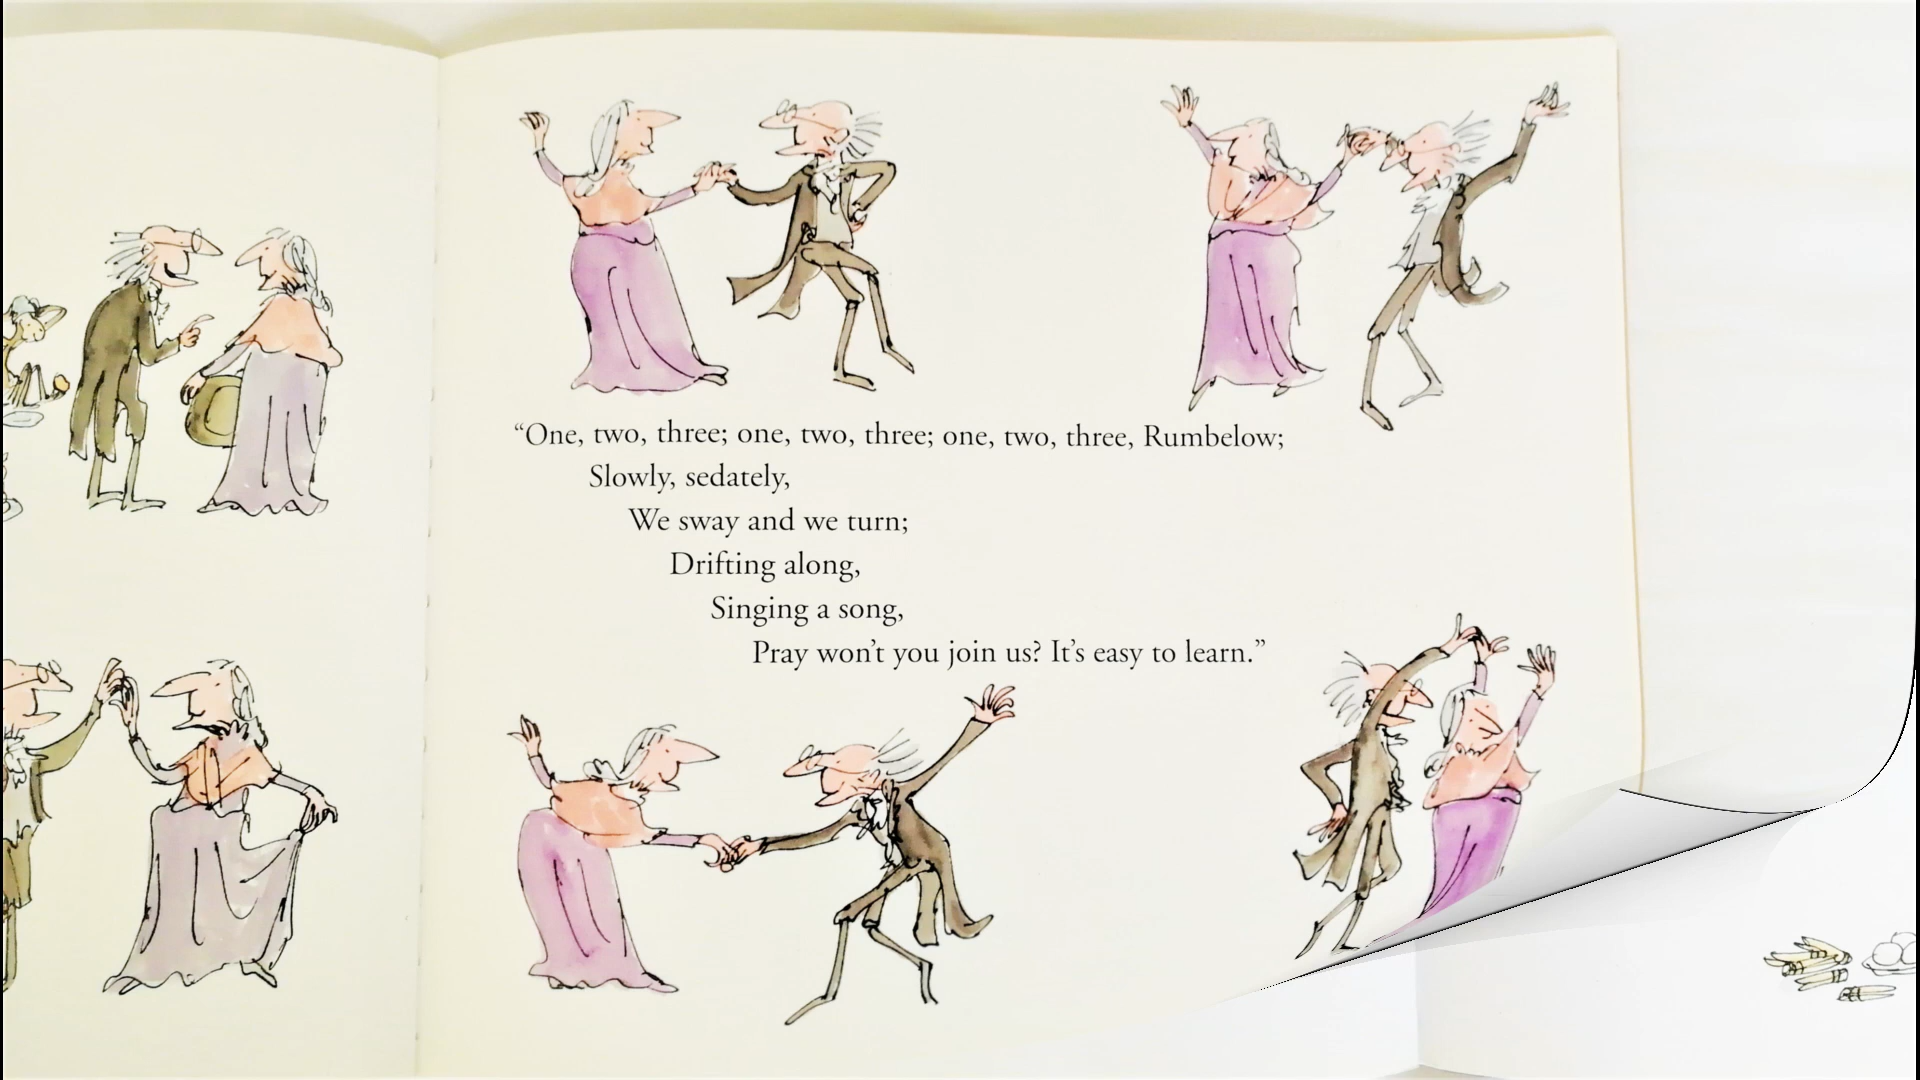 “One, two, three; one, two, three; one, two, three, Rumbelow;
Slowly, sedately,
We sway and we turn;
Drifting along,
Singing a song,
Pray won’t you join us? It’s easy to learn.”